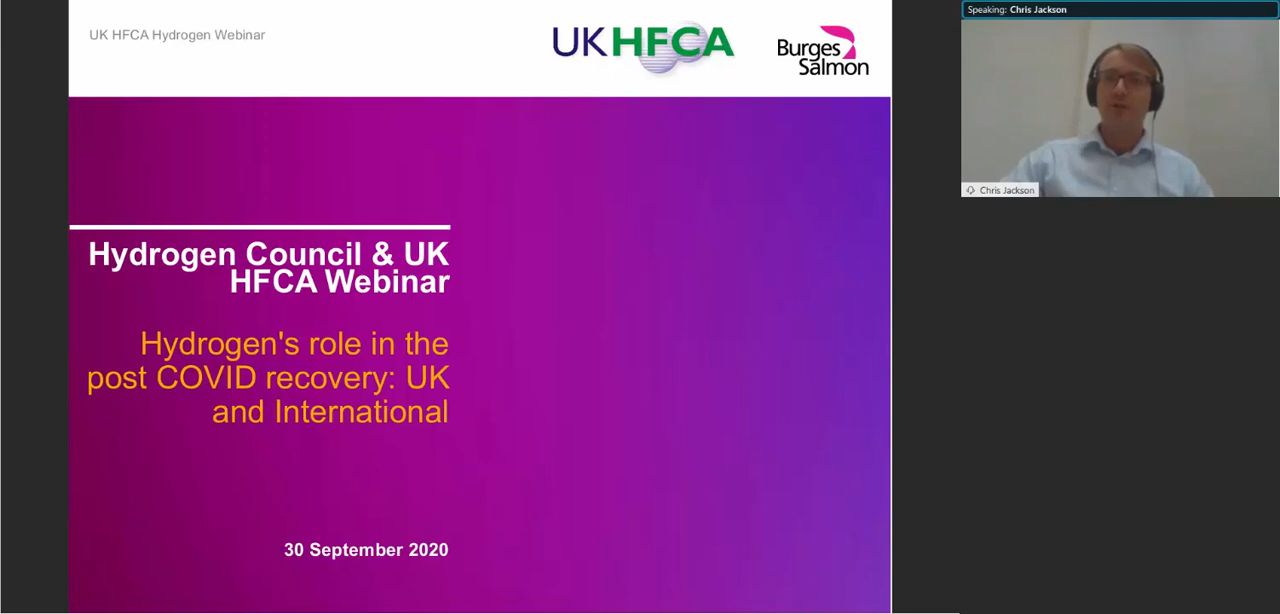 UK HFCA Hydrogen Webinar
UKHFCA
Burges
Salmon
Speaking: Chris Jackson
Chris Jackson
Hydrogen Council & UK
HFCA Webinar
Hydrogen's role in the
post COVID recovery: UK
and International
30 September 2020